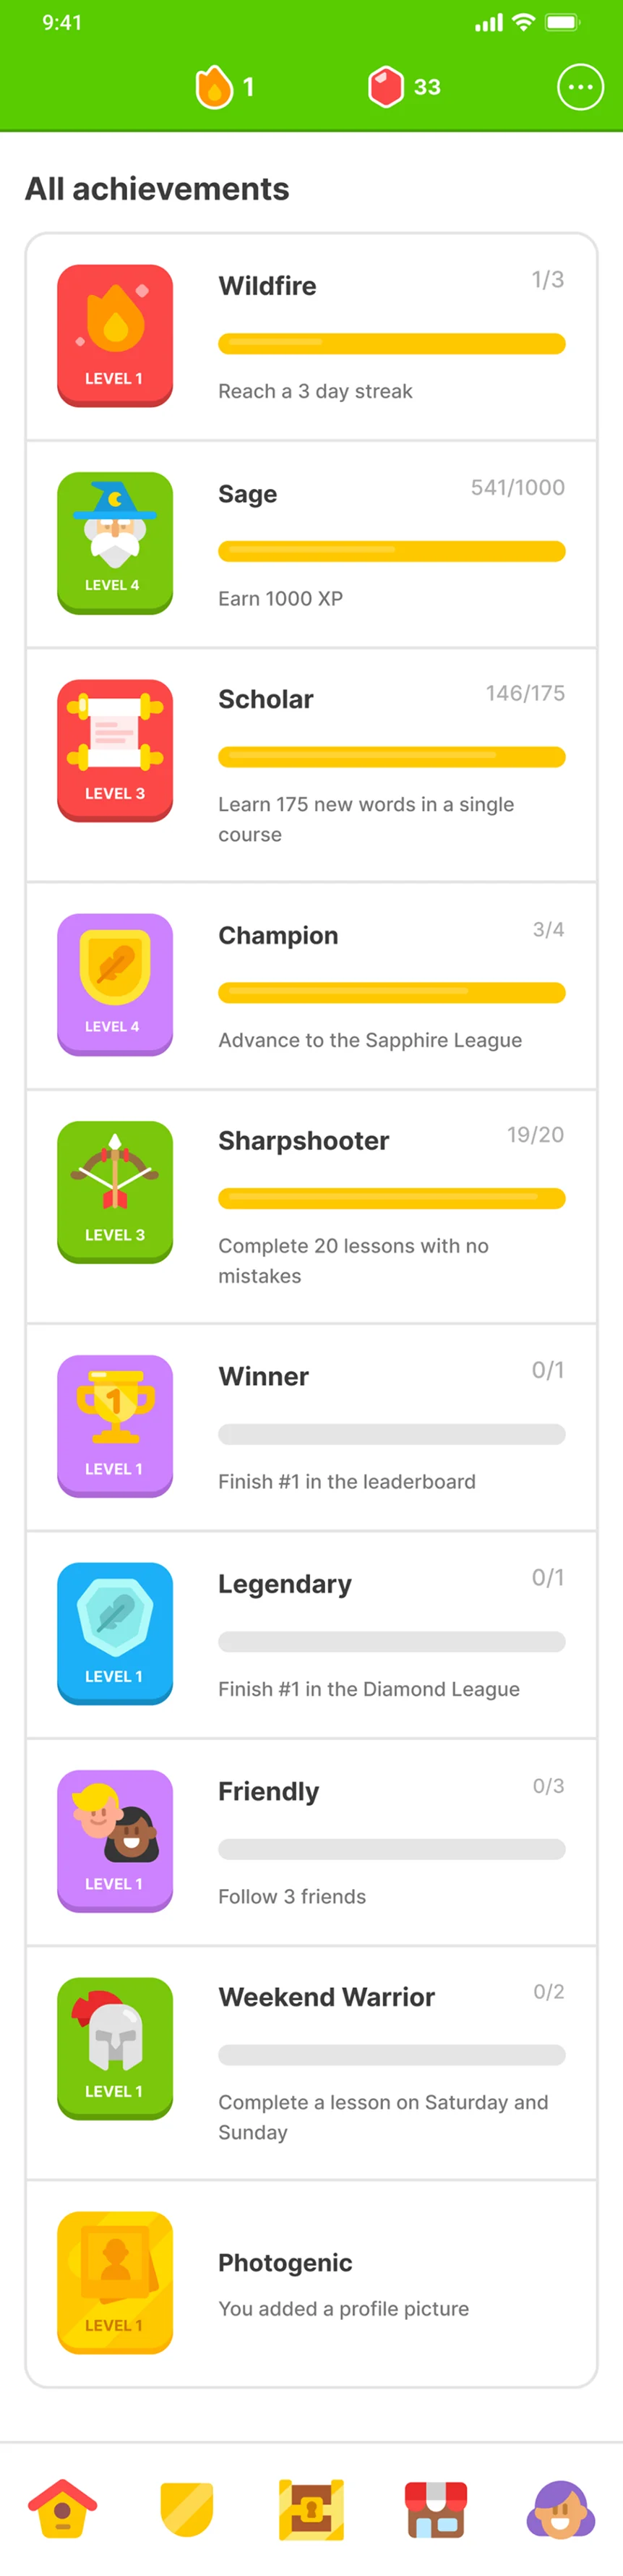 9:41
1
33
All achievements
Wildfire
1/3
LEVEL 1
Reach a 3 day streak
Sage
541/1000
LEVEL 4
Earn 1000 XP
Scholar
146/175
LEVEL 3
Learn 175 new words in a single
course
Champion
3/4
LEVEL 4
Advance to the Sapphire League
Sharpshooter
19/20
LEVEL 3
Complete 20 lessons with no
mistakes
Winner
0/1
1
LEVEL 1
Finish #1 in the leaderboard
Legendary
0/1
LEVEL 1
Finish #1 in the Diamond League
Friendly
0/3
LEVEL 1
Follow 3 friends
Weekend Warrior
0/2
LEVEL 1
Complete a lesson on Saturday and
Sunday
Photogenic
LEVEL 1
You added a profile picture